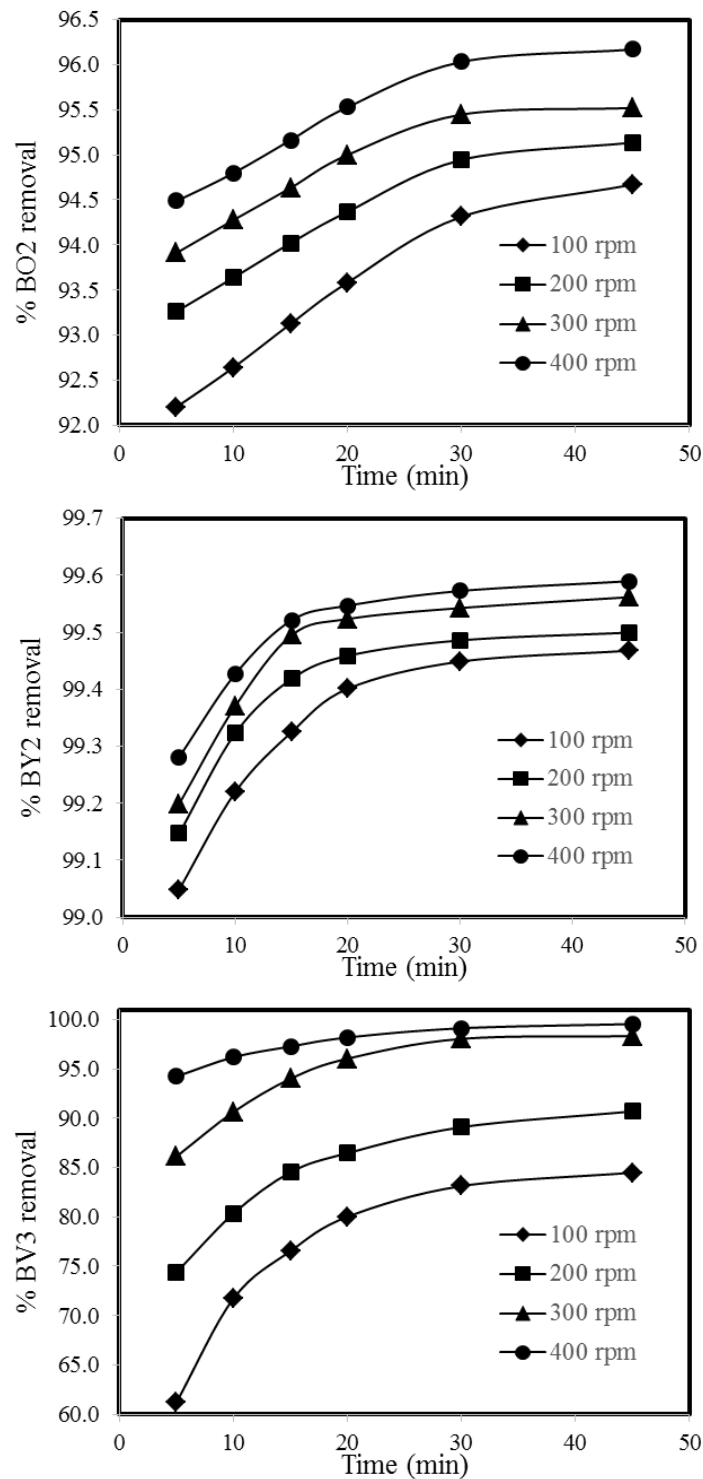 % BO2 removal
96.5
96.0
95.5
95.0
94.5
94.0
93.5
93.0
92.5
92.0
100 rpm
200 rpm
300 rpm
400 rpm
0 10 20 30 40 50
Time (min)
% BY2 removal
99.7
99.6
99.5
99.4
99.3
99.2
99.1
99.0
100 rpm
200 rpm
300 rpm
400 rpm
0 10 20 30 40 50
Time (min)
% BV3 removal
100.0
95.0
90.0
85.0
80.0
75.0
70.0
65.0
60.0
100 rpm
200 rpm
300 rpm
400 rpm
0 10 20 30 40 50
Time (min)